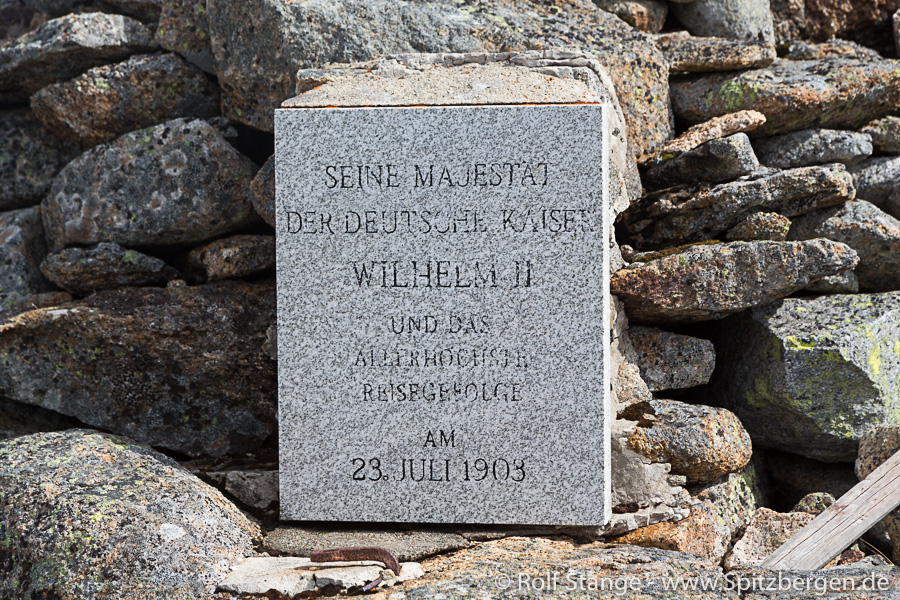 SEINE MAJESTÄT
DER DEUTSCHE KAISER
WILHELM II
UND DAS
ALLERHÖCHSTE
REISEGEFOLGE
AM
23. JULI 1903
© Rolf Stange - www.spitzbergen.de